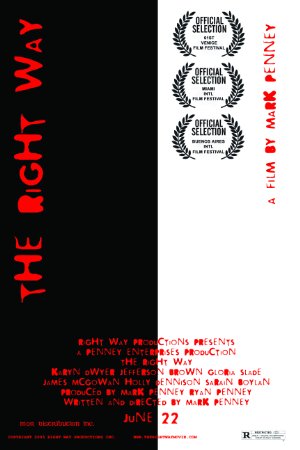 THE RIGHT WAY
OFFICIAL
SELECTION
61ST
VENICE
FILM FESTIVAL
OFFICIAL
SELECTION
MIAMI
INTL
FILM FESTIVAL
OFFICIAL
SELECTION
BUENOS AIRES
INTL
FILM FESTIVAL
A FILM BY MARK PENNEY
RIGHT WAY PRODUCTIONS PRESENTS
A PENNEY ENTERPRISES PRODUCTION
THE RIGHT WAY
KARYN DWYER JEFFERSON BROWN GLORIA SLADE
JAMES MCGOWAN HOLLY DENNISON SARAIN BOYLAN
PRODUCED BY MARK PENNEY RYAN PENNEY
WRITTEN AND DIRECTED BY MARK PENNEY
JUNE 22
R